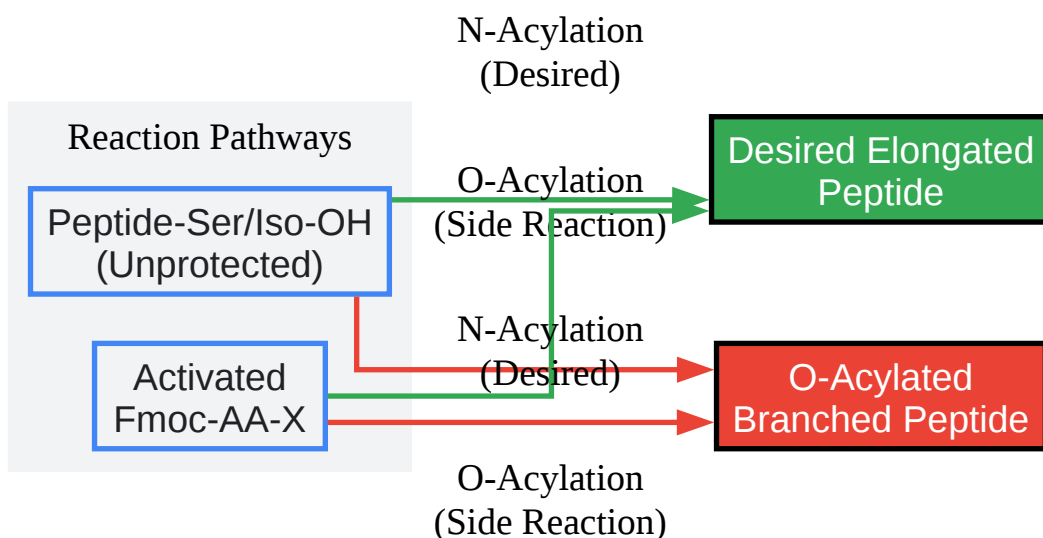 N-Acylation
(Desired)
Reaction Pathways
Desired Elongated
Peptide
O-Acylation
(Side Reaction)
Peptide-Ser/Iso-OH
(Unprotected)
N-Acylation
(Desired)
Activated
Fmoc-AA-X
O-Acylated
Branched Peptide
O-Acylation
(Side Reaction)